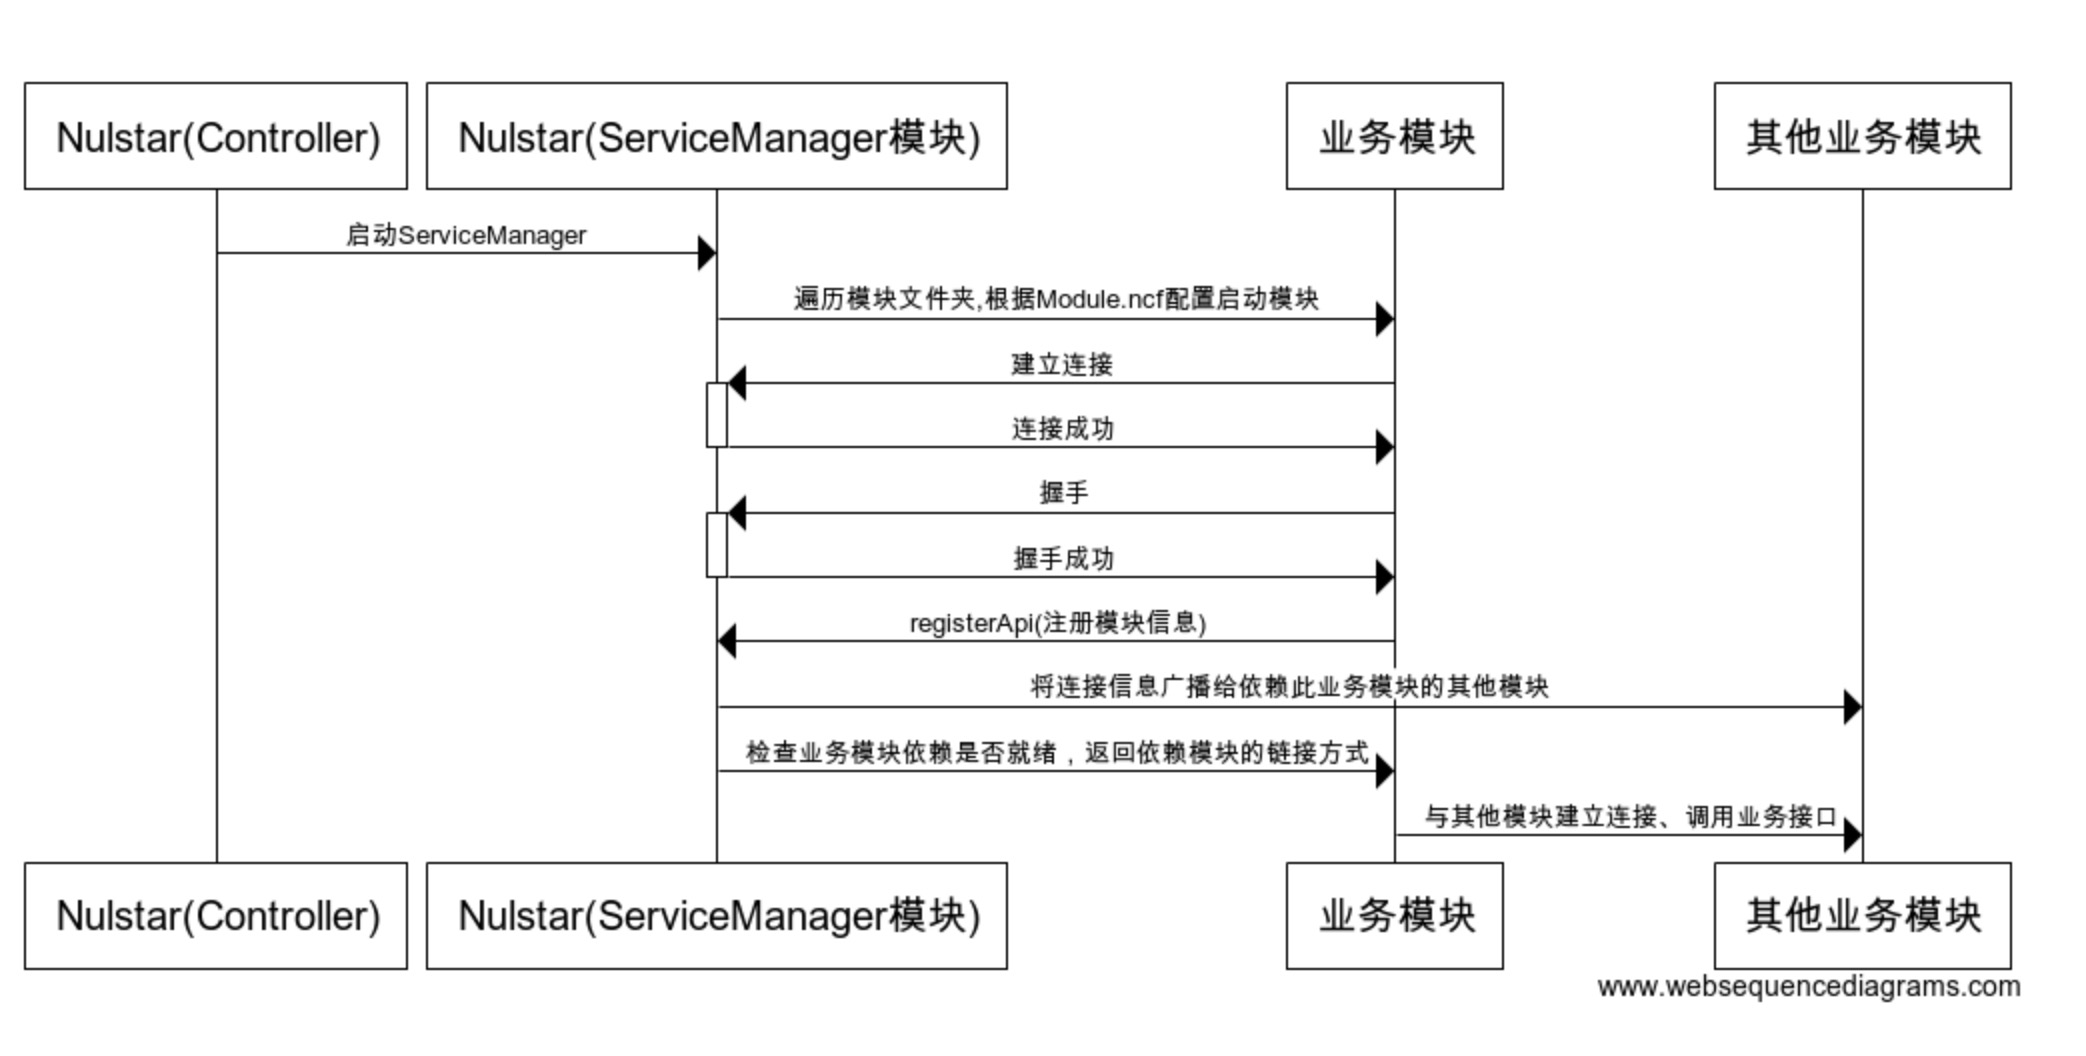 Nulstar(Controller)
Nulstar(ServiceManager模块)
业务模块
其他业务模块
启动ServiceManager
遍历模块文件夹,根据Module.ncf配置启动模块
建立连接
连接成功
握手
握手成功
registerApi(注册模块信息)
将连接信息广播给依赖此业务模块的其他模块
检查业务模块依赖是否就绪，返回依赖模块的链接方式
与其他模块建立连接、调用业务接口
Nulstar(Controller)
Nulstar(ServiceManager模块)
业务模块
其他业务模块
www.websequencediagrams.com